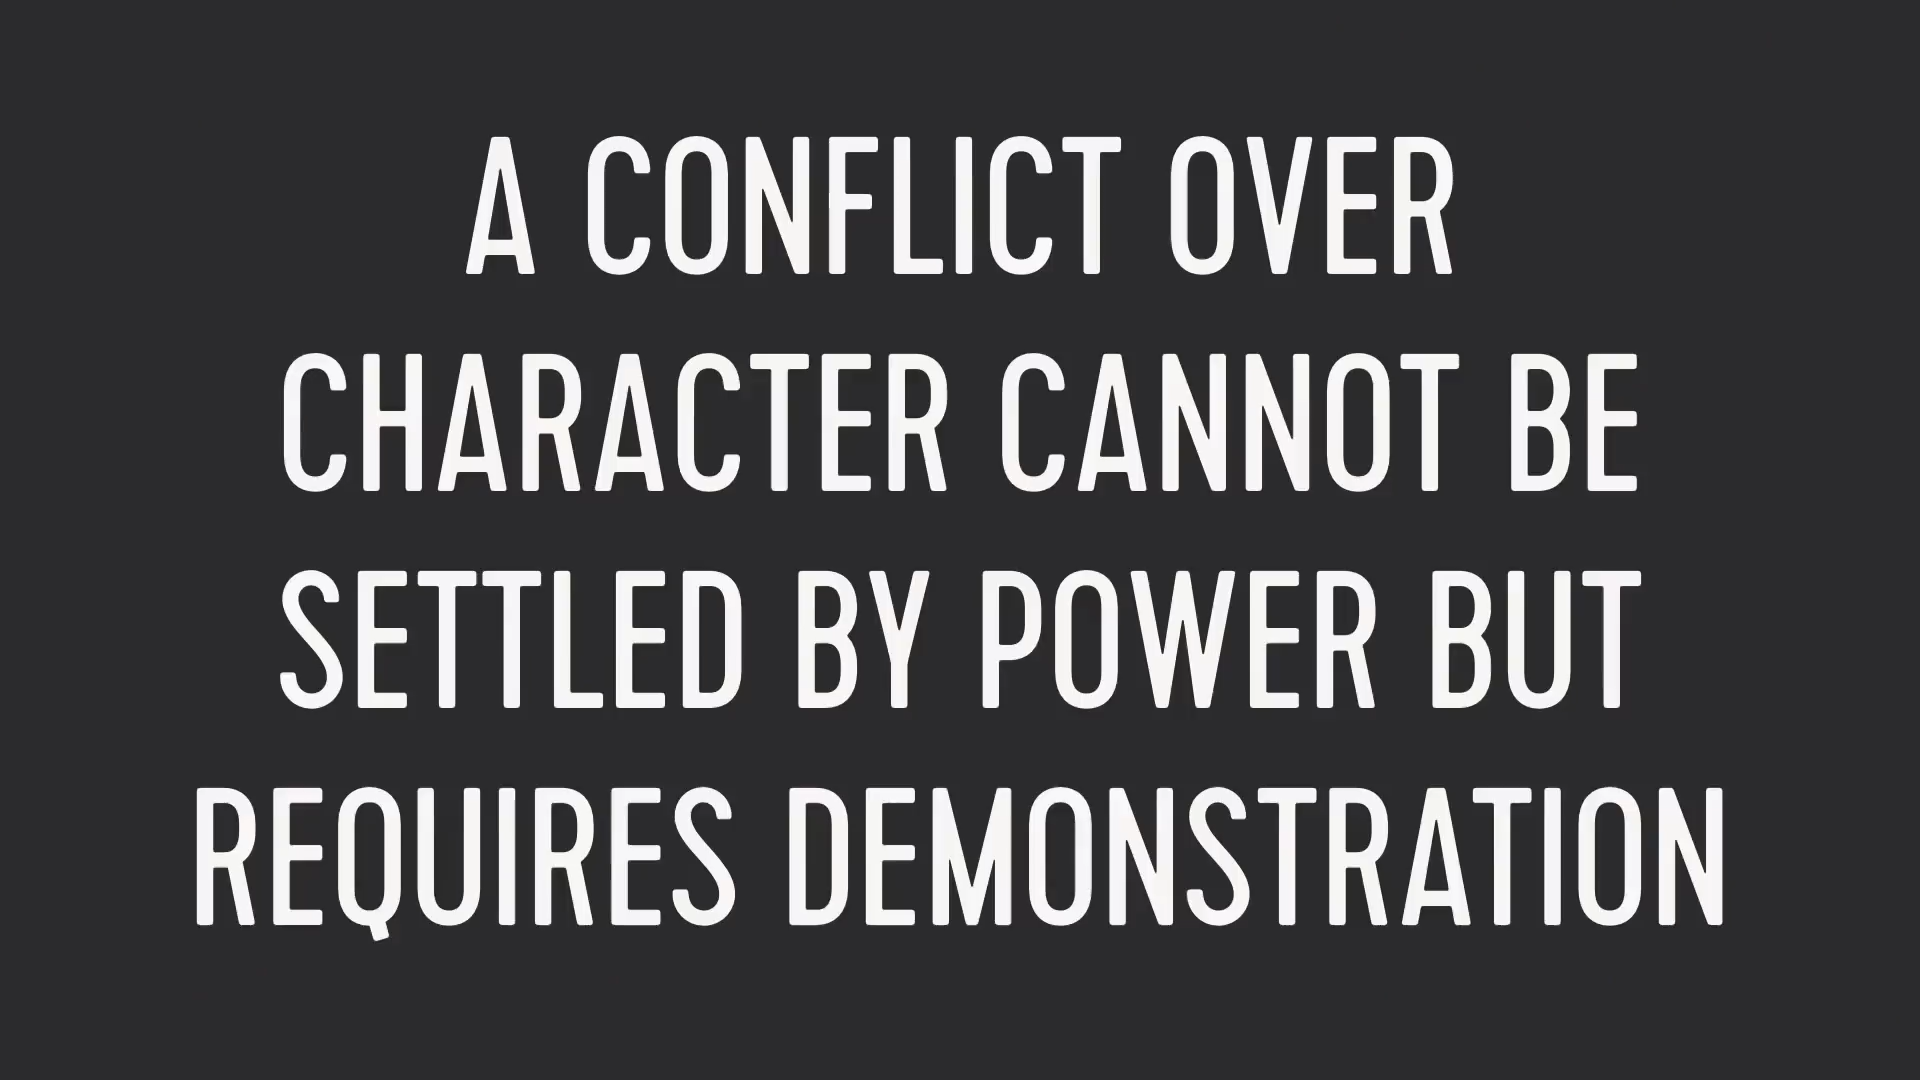 A CONFLICT OVER
CHARACTER CANNOT BE
SETTLED BY POWER BUT
REQUIRES DEMONSTRATION